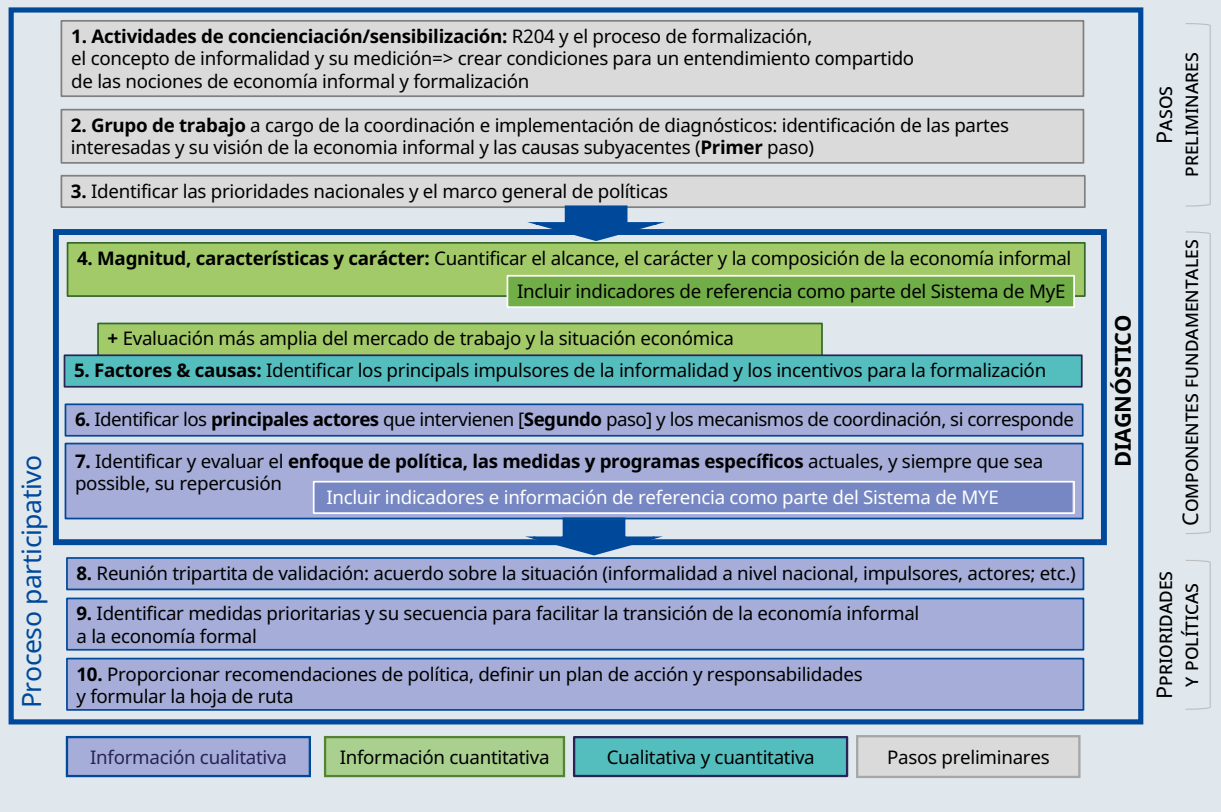 1. Actividades de concienciación/sensibilización: R204 y el proceso de formalización,
el concepto de informalidad y su medición=> crear condiciones para un entendimiento compartido
de las nociones de economía informal y formalización
2. Grupo de trabajo a cargo de la coordinación e implementación de diagnósticos: identificación de las partes
interesadas y su visión de la economia informal y las causas subyacentes (Primer paso)
3. Identificar las prioridades nacionales y el marco general de políticas
PASOS
PRELIMINARES
4. Magnitud, características y carácter: Cuantificar el alcance, el carácter y la composición de la economía informal
Incluir indicadores de referencia como parte del Sistema de MyE
+ Evaluación más amplia del mercado de trabajo y la situación económica
5. Factores & causas: Identificar los principals impulsores de la informalidad y los incentivos para la formalización
6. Identificar los principales actores que intervienen [Segundo paso] y los mecanismos de coordinación, si corresponde
7. Identificar y evaluar el enfoque de política, las medidas y programas específicos actuales, y siempre que sea
possible, su repercusión
Incluir indicadores e información de referencia como parte del Sistema de MYE
DIAGNÓSTICO
COMPONENTES FUNDAMENTALES
8. Reunión tripartita de validación: acuerdo sobre la situación (informalidad a nivel nacional, impulsores, actores; etc.)
9. Identificar medidas prioritarias y su secuencia para facilitar la transición de la economía informal
a la economía formal
10. Proporcionar recomendaciones de política, definir un plan de acción y responsabilidades
y formular la hoja de ruta
PPRIORIDADES
Y POLÍTICAS
Proceso participativo
Información cualitativa
Información cuantitativa
Cualitativa y cuantitativa
Pasos preliminares